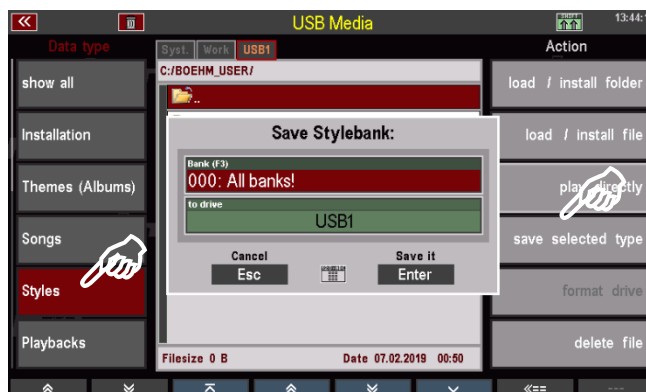 USB Media
SHIFT
13:44:
Data type
Syst. Work USB1
Action
C:/BOEHM_USER/
show all
..
load / install folder
Installation
load / install file
Themes (Albums)
play directly
Songs
save selected type
Styles
format drive
Playbacks
delete file
Save Stylebank:
Bank (F3)
000: All banks!
to drive
USB1
Cancel
Save it
Esc
Enter
Filesize 0 B
Date 07.02.2019 00:50
«==
---